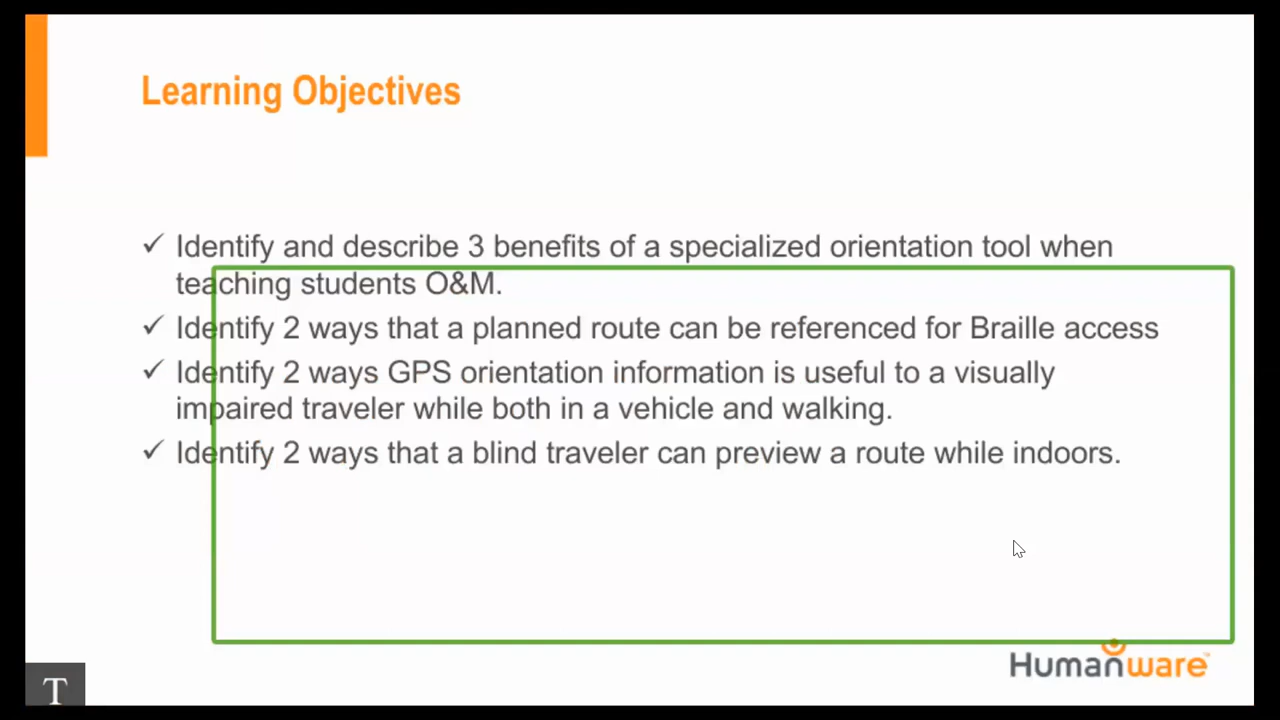 Learning Objectives
✓ Identify and describe 3 benefits of a specialized orientation tool when
teaching students O&M.
✓ Identify 2 ways that a planned route can be referenced for Braille access
✓ Identify 2 ways GPS orientation information is useful to a visually
impaired traveler while both in a vehicle and walking.
✓ Identify 2 ways that a blind traveler can preview a route while indoors.
HumanWare™
T